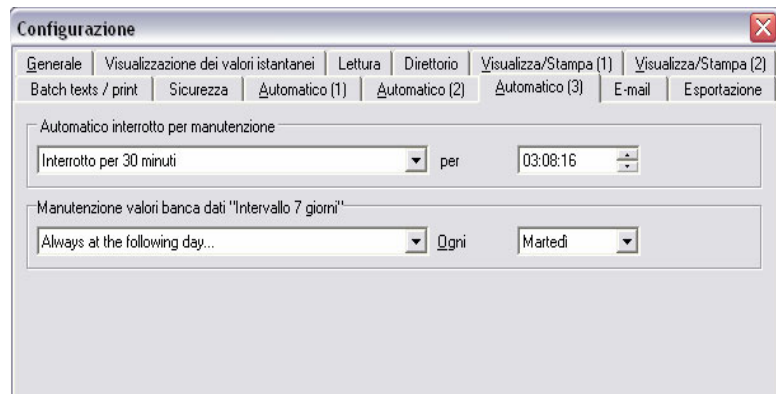 Configurazione
Generale Visualizzazione dei valori istantanei Lettura Direttorio Visualizza/Stampa (1) Visualizza/Stampa (2)
Batch texts / print Sicurezza Automatico (1) Automatico (2) Automatico (3) E-mail Esportazione
Automatico interrotto per manutenzione
Interrotto per 30 minuti per 03:08:16
Manutenzione valori banca dati "Intervallo 7 giorni"
Always at the following day... Ogni Martedì